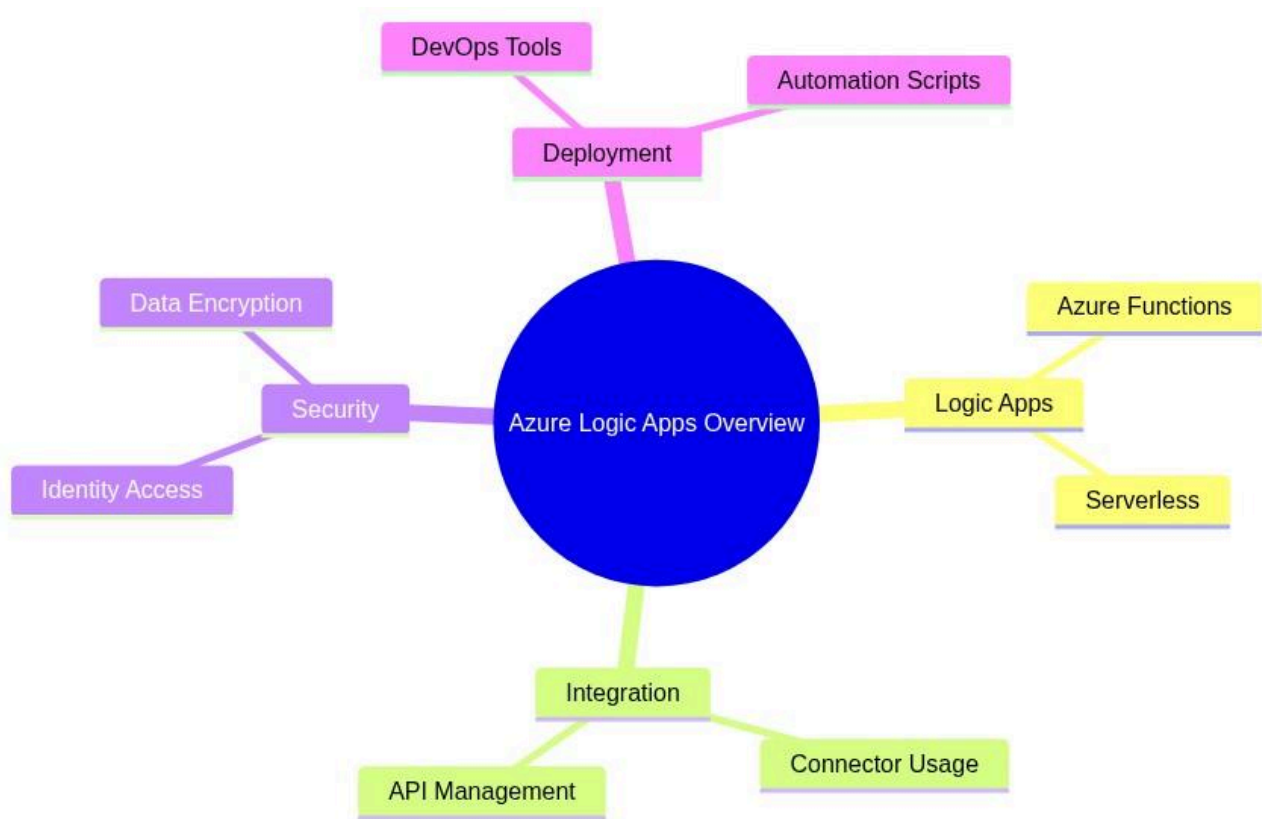 DevOps Tools
Automation Scripts
Deployment
Data Encryption
Azure Functions
Security
Logic Apps
Azure Logic Apps Overview
Identity Access
Serverless
Integration
Connector Usage
API Management